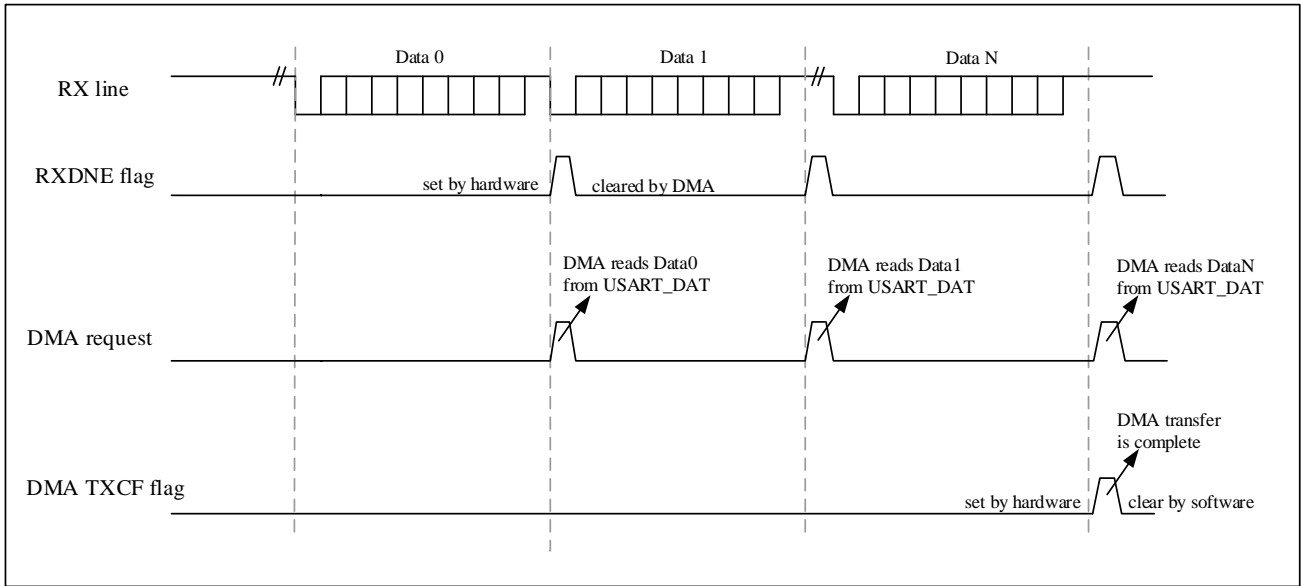 Data 0
Data 1
Data N
RX line
RXDNE flag
set by hardware
cleared by DMA
DMA reads Data0
from USART_DAT
DMA reads Data1
from USART_DAT
DMA reads DataN
from USART_DAT
DMA request
DMA transfer
is complete
DMA TXCF flag
set by hardware
clear by software